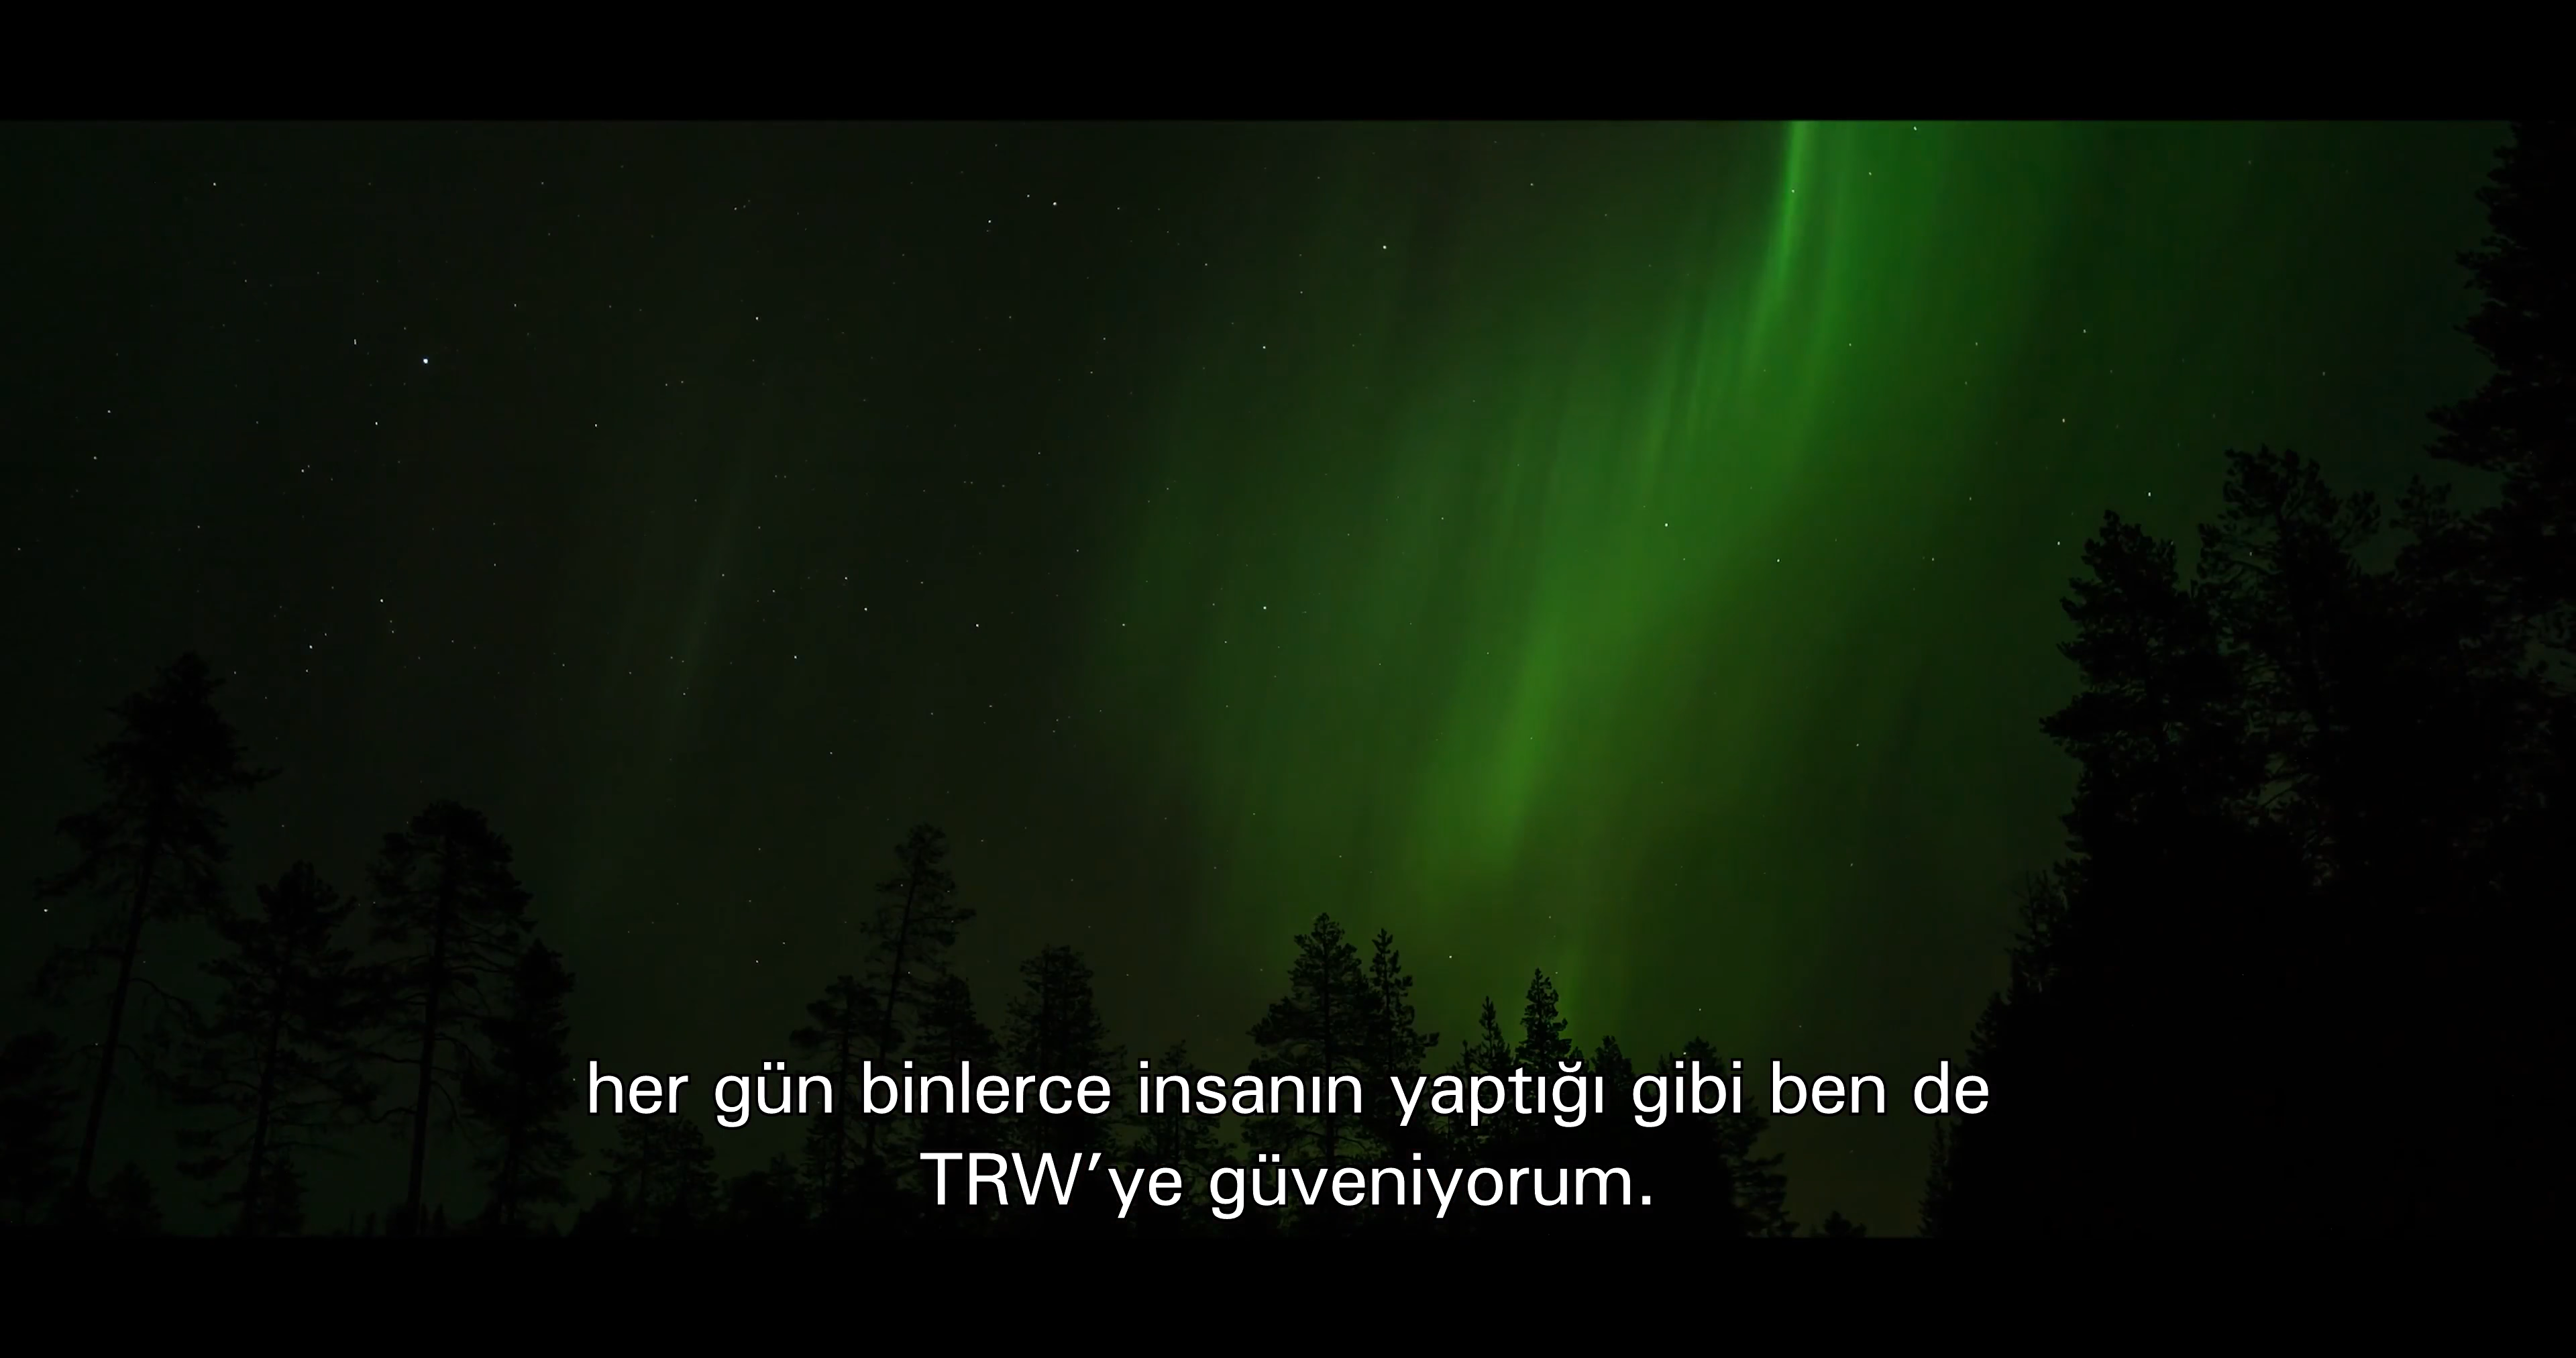 her gün binlerce insanın yaptığı gibi ben de
TRW’ye güveniyorum.